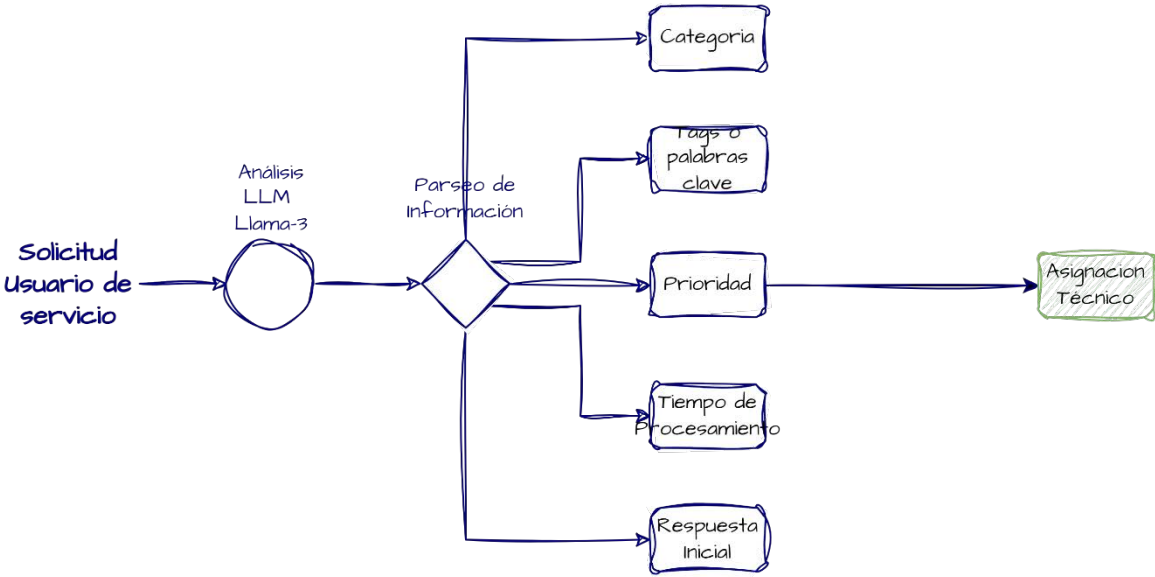 Categoria
Tags o
palabras
clave
Análisis
LLM
Llama-3
Parseo de
Información
Solicitud
Usuario de
servicio
Prioridad
Asignacion
Técnico
Tiempo de
Procesamiento
Respuesta
Inicial